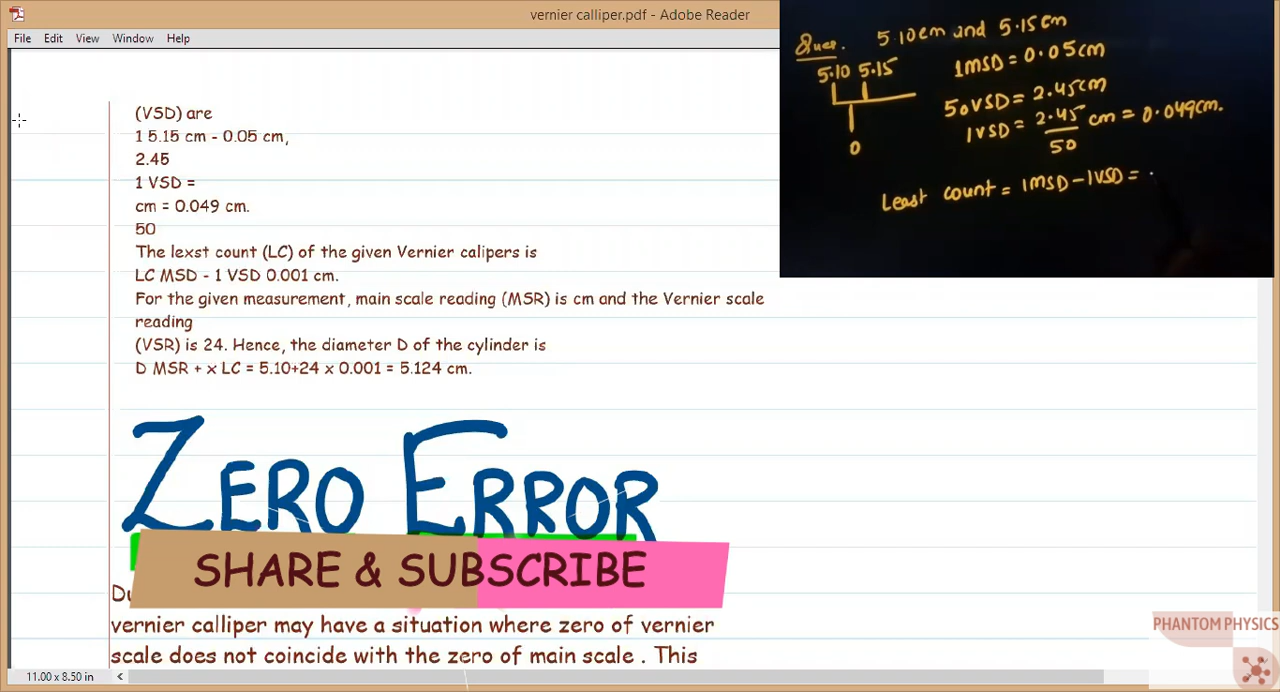 vernier calliper.pdf - Adobe Reader
File Edit View Window Help
(VSD) are
1 5.15 cm - 0.05 cm,
2.45
1 VSD =
cm = 0.049 cm.
50
The lexst count (LC) of the given Vernier calipers is
LC MSD - 1 VSD 0.001 cm.
For the given measurement, main scale reading (MSR) is cm and the Vernier scale
reading
(VSR) is 24. Hence, the diameter D of the cylinder is
D MSR + x LC = 5.10+24 x 0.001 = 5.124 cm.
ZERO ERROR
SHARE & SUBSCRIBE
vernier calliper may have a situation where zero of vernier
scale does not coincide with the zero of main scale . This
11.00 x 8.50 in
Ques. 5.10cm and 5.15cm
5.10 5.15
1MSD = 0.05cm
50VSD = 2.45cm
1VSD = 2.45 cm = 0.049cm.
50
0
Least count = 1MSD - 1VSD =
PHANTOM PHYSICS